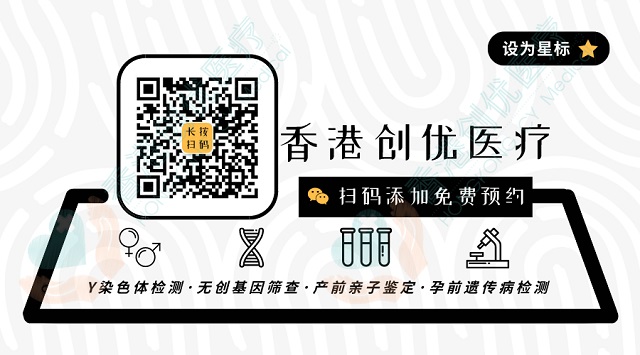 设为星标
长按
扫码
香港创优医疗
扫码添加免费预约
Y染色体检测·无创基因筛查·产前亲子鉴定·孕前遗传病检测